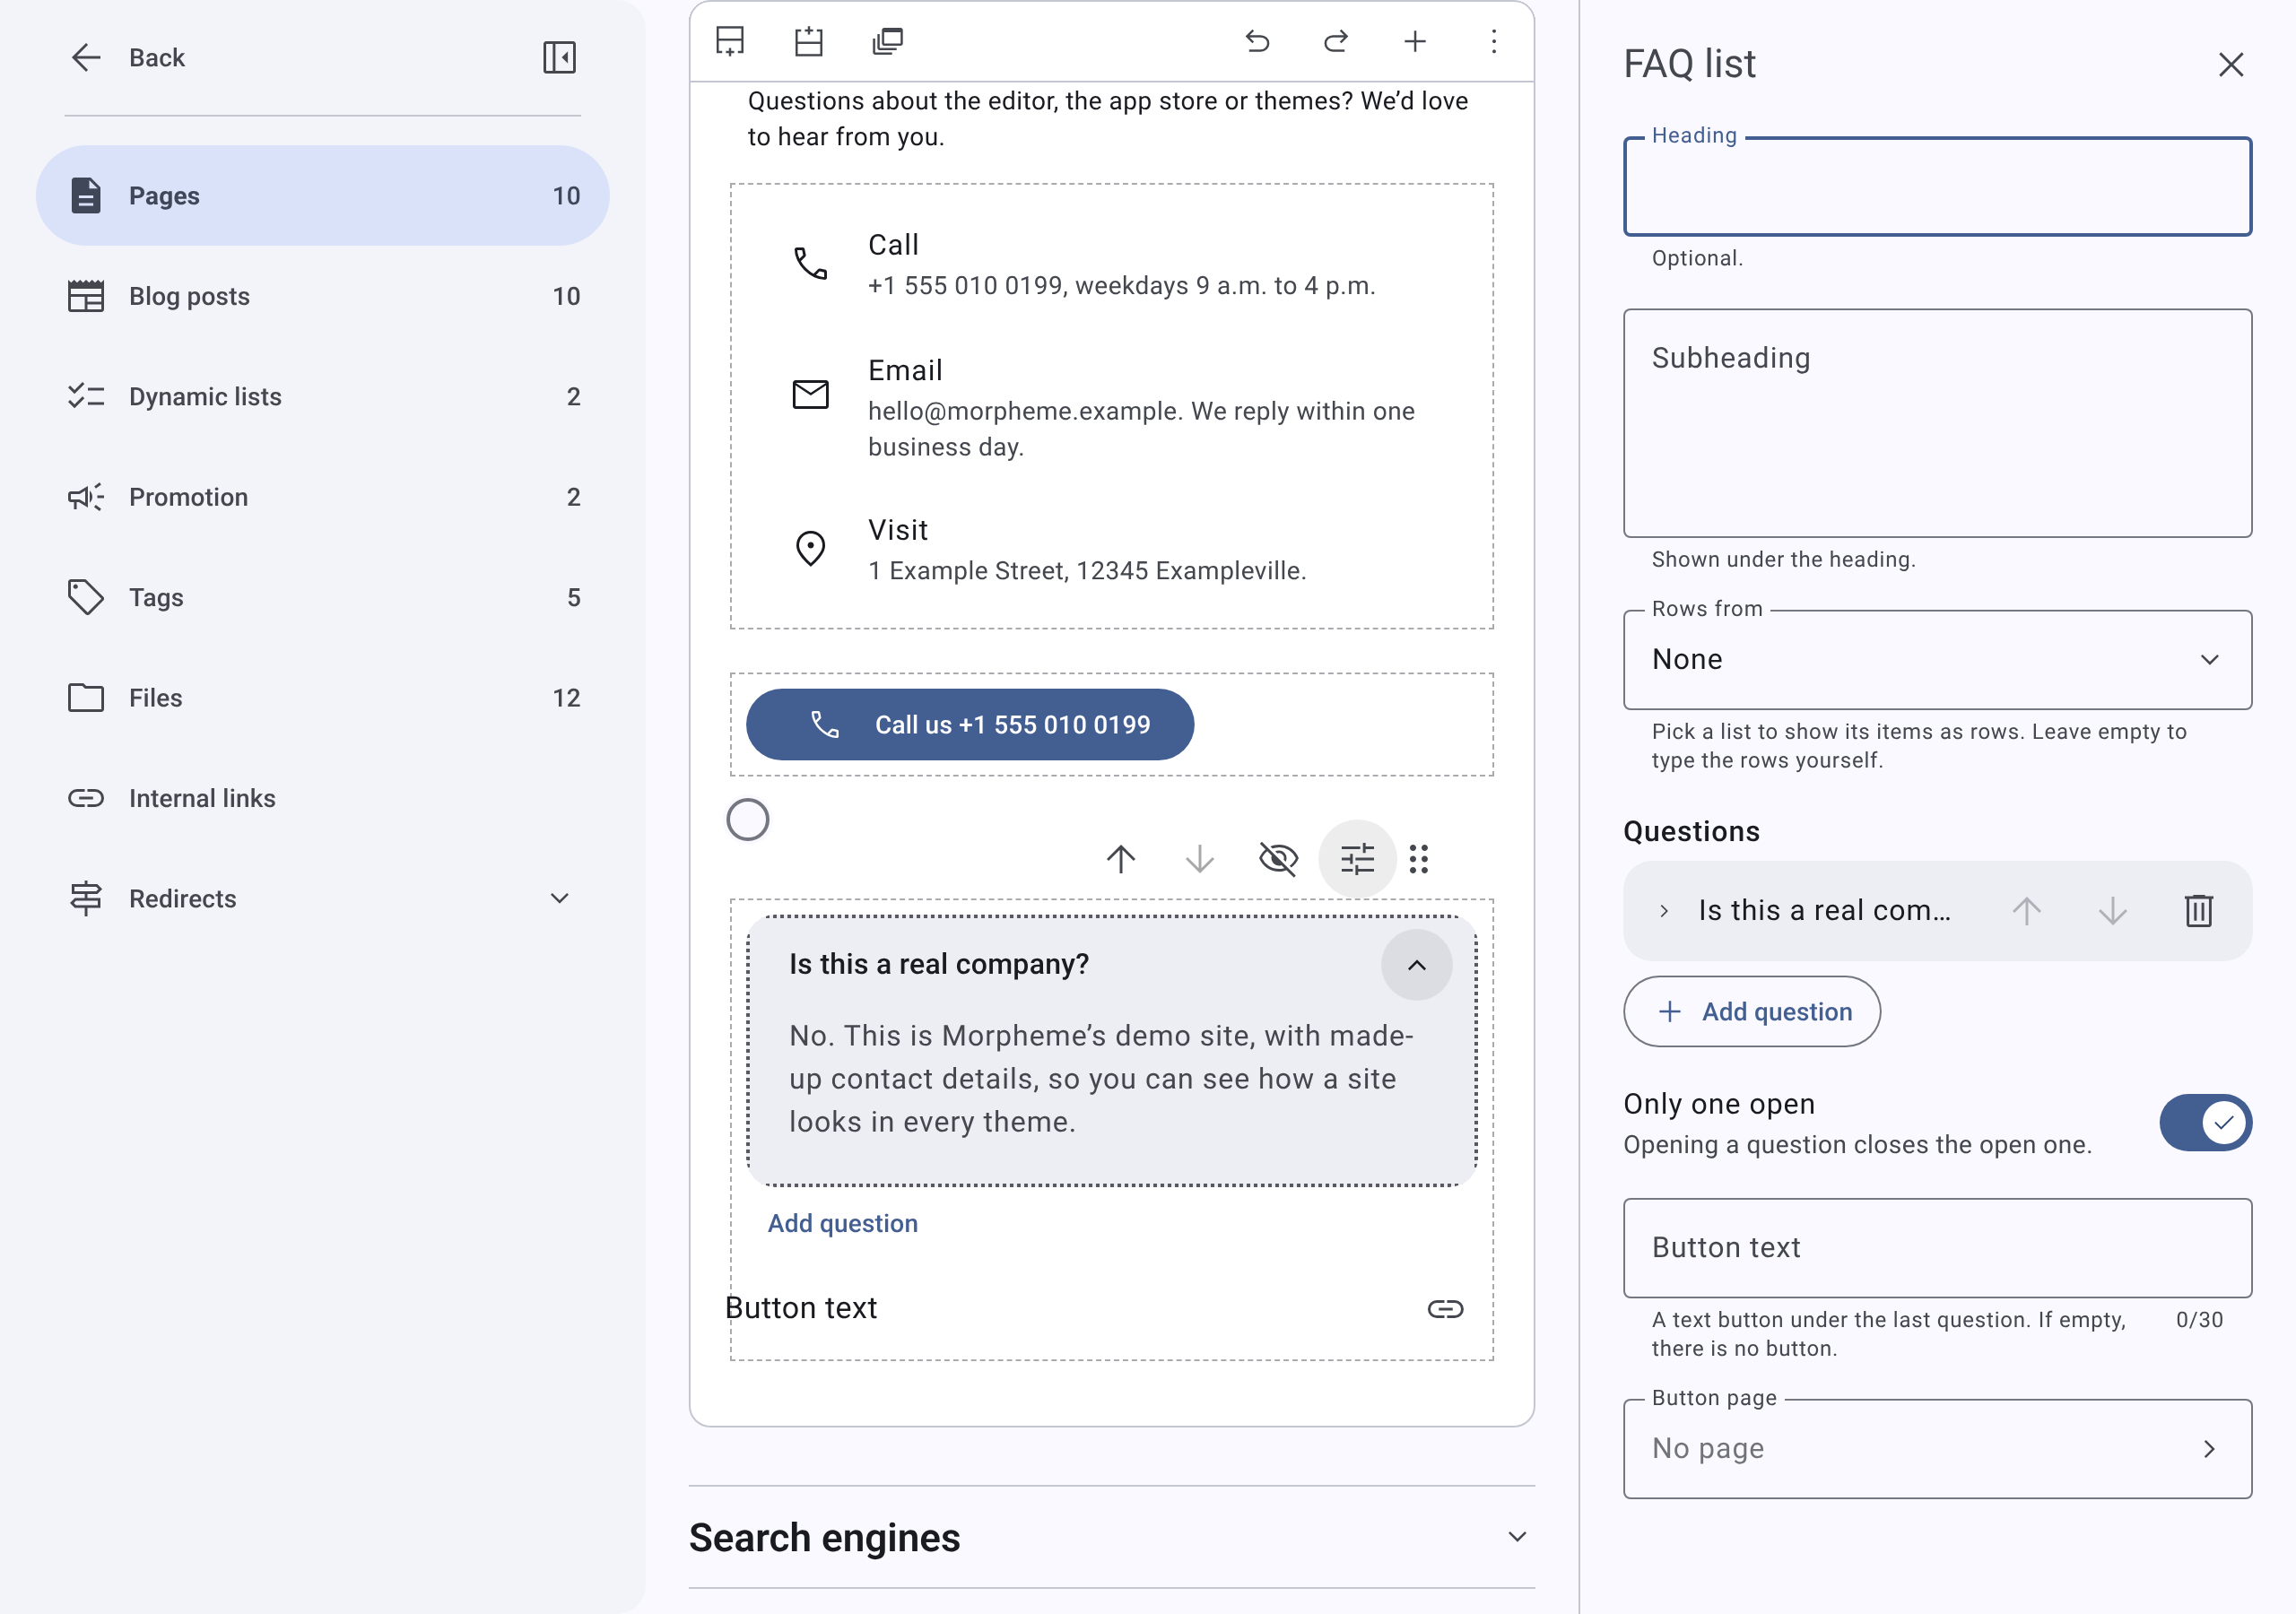 Back
Pages 10
Blog posts 10
Dynamic lists 2
Promotion 2
Tags 5
Files 12
Internal links
Redirects
Questions about the editor, the app store or themes? We’d love
to hear from you.
Call
+1 555 010 0199, weekdays 9 a.m. to 4 p.m.
Email
hello@morpheme.example. We reply within one
business day.
Visit
1 Example Street, 12345 Exampleville.
Call us +1 555 010 0199
Is this a real company?
No. This is Morpheme’s demo site, with made-
up contact details, so you can see how a site
looks in every theme.
Add question
Button text
Search engines
FAQ list
Heading
Optional.
Subheading
Shown under the heading.
Rows from
None
Pick a list to show its items as rows. Leave empty to
type the rows yourself.
Questions
Is this a real com…
Add question
Only one open
Opening a question closes the open one.
Button text
A text button under the last question. If empty, 0/30
there is no button.
Button page
No page